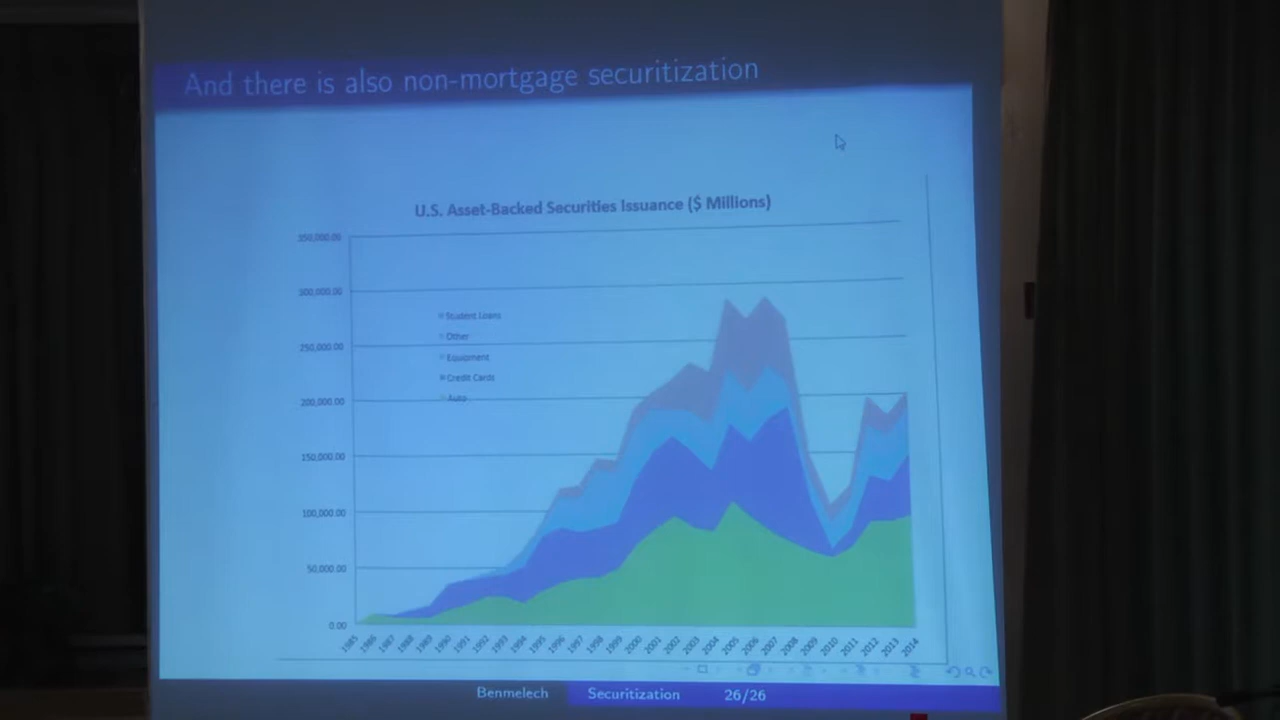 And there is also non-mortgage securitization
U.S. Asset-Backed Securities Issuance ($ Millions)
350,000.00
300,000.00
250,000.00
200,000.00
150,000.00
100,000.00
50,000.00
0.00
Student Loans
Other
Equipment
Credit Cards
Auto
1985 1986 1987 1988 1989 1990 1991 1992 1993 1994 1995 1996 1997 1998 1999 2000 2001 2002 2003 2004 2005 2006 2007 2008 2009 2010 2011 2012 2013 2014
Benmelech Securitization 26/26